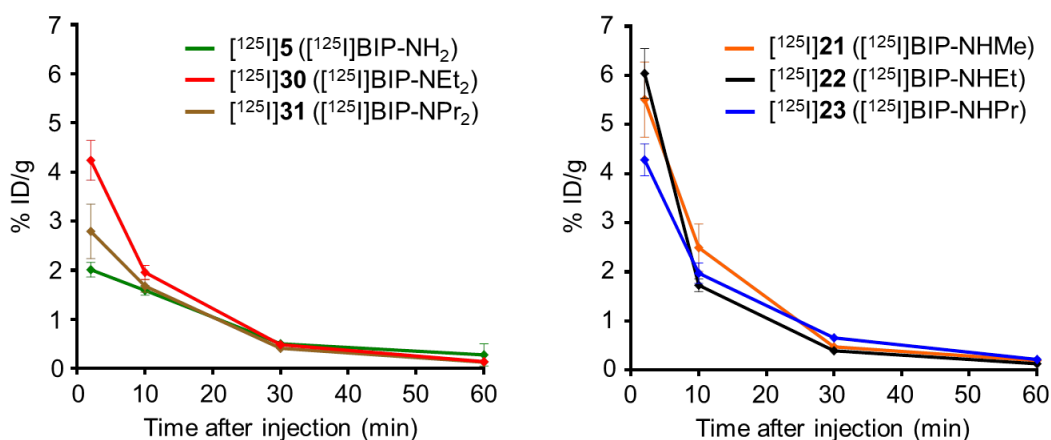 7
6
5
4
3
2
1
0
% ID/g
[¹²⁵I]5 ([¹²⁵I]BIP-NH₂)
[¹²⁵I]30 ([¹²⁵I]BIP-NEt₂)
[¹²⁵I]31 ([¹²⁵I]BIP-NPr₂)
0 10 20 30 40 50 60
Time after injection (min)
7
6
5
4
3
2
1
0
% ID/g
[¹²⁵I]21 ([¹²⁵I]BIP-NHMe)
[¹²⁵I]22 ([¹²⁵I]BIP-NHEt)
[¹²⁵I]23 ([¹²⁵I]BIP-NHPr)
0 10 20 30 40 50 60
Time after injection (min)